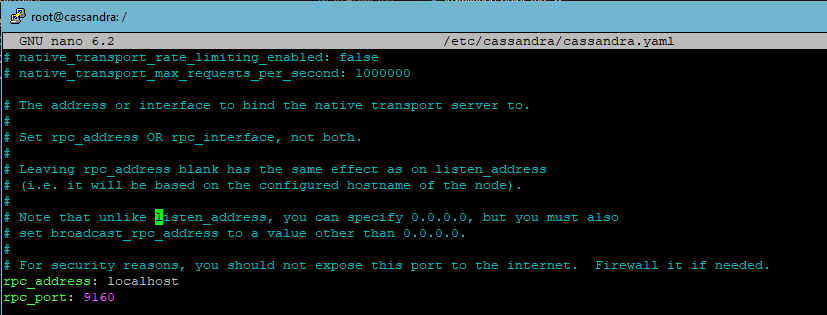 root@cassandra: /
GNU nano 6.2 /etc/cassandra/cassandra.yaml
# native_transport_rate_limiting_enabled: false
# native_transport_max_requests_per_second: 1000000
# The address or interface to bind the native transport server to.
#
# Set rpc_address OR rpc_interface, not both.
#
# Leaving rpc_address blank has the same effect as on listen_address
# (i.e. it will be based on the configured hostname of the node).
#
# Note that unlike listen_address, you can specify 0.0.0.0, but you must also
# set broadcast_rpc_address to a value other than 0.0.0.0.
#
# For security reasons, you should not expose this port to the internet.  Firewall it if needed.
rpc_address: localhost
rpc_port: 9160